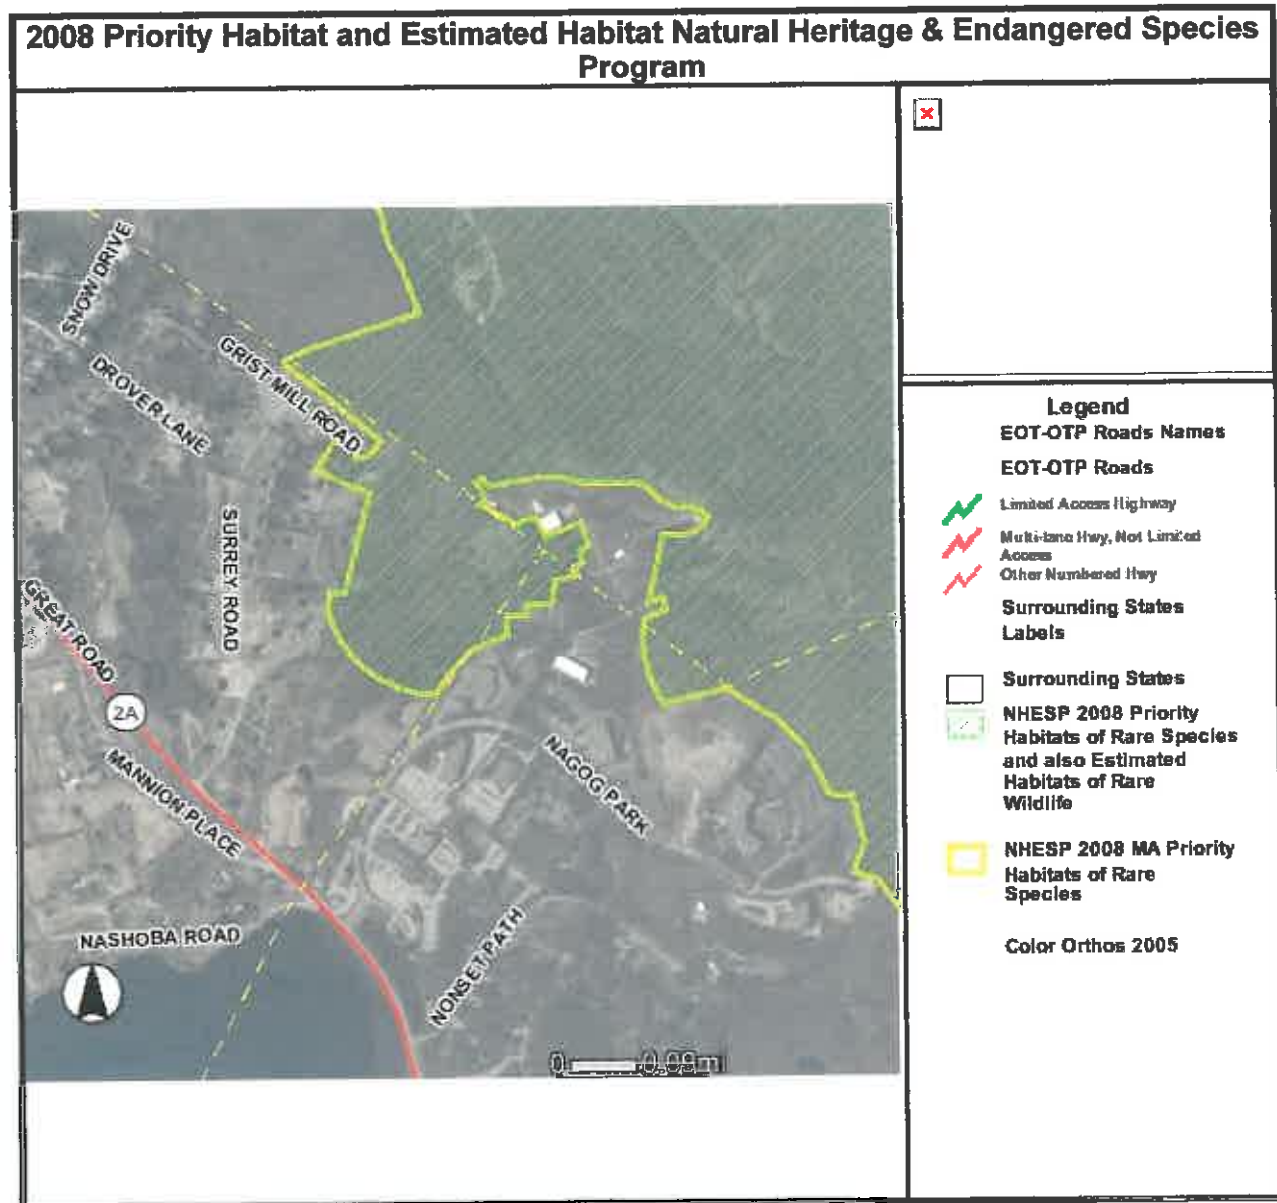 2008 Priority Habitat and Estimated Habitat Natural Heritage & Endangered Species
Program
SNOW DRIVE
GRIST MILL ROAD
DROVER LANE
SURREY ROAD
GREAT ROAD
2A
MANNION PLACE
NAGOG PARK
NASHOBA ROAD
NONSET PATH
0 0.09m
Legend
EOT-OTP Roads Names
EOT-OTP Roads
Limited Access Highway
Multi-lane Hwy, Not Limited
Access
Other Numbered Hwy
Surrounding States
Labels
Surrounding States
NHESP 2008 Priority
Habitats of Rare Species
and also Estimated
Habitats of Rare
Wildlife
NHESP 2008 MA Priority
Habitats of Rare
Species
Color Orthos 2005